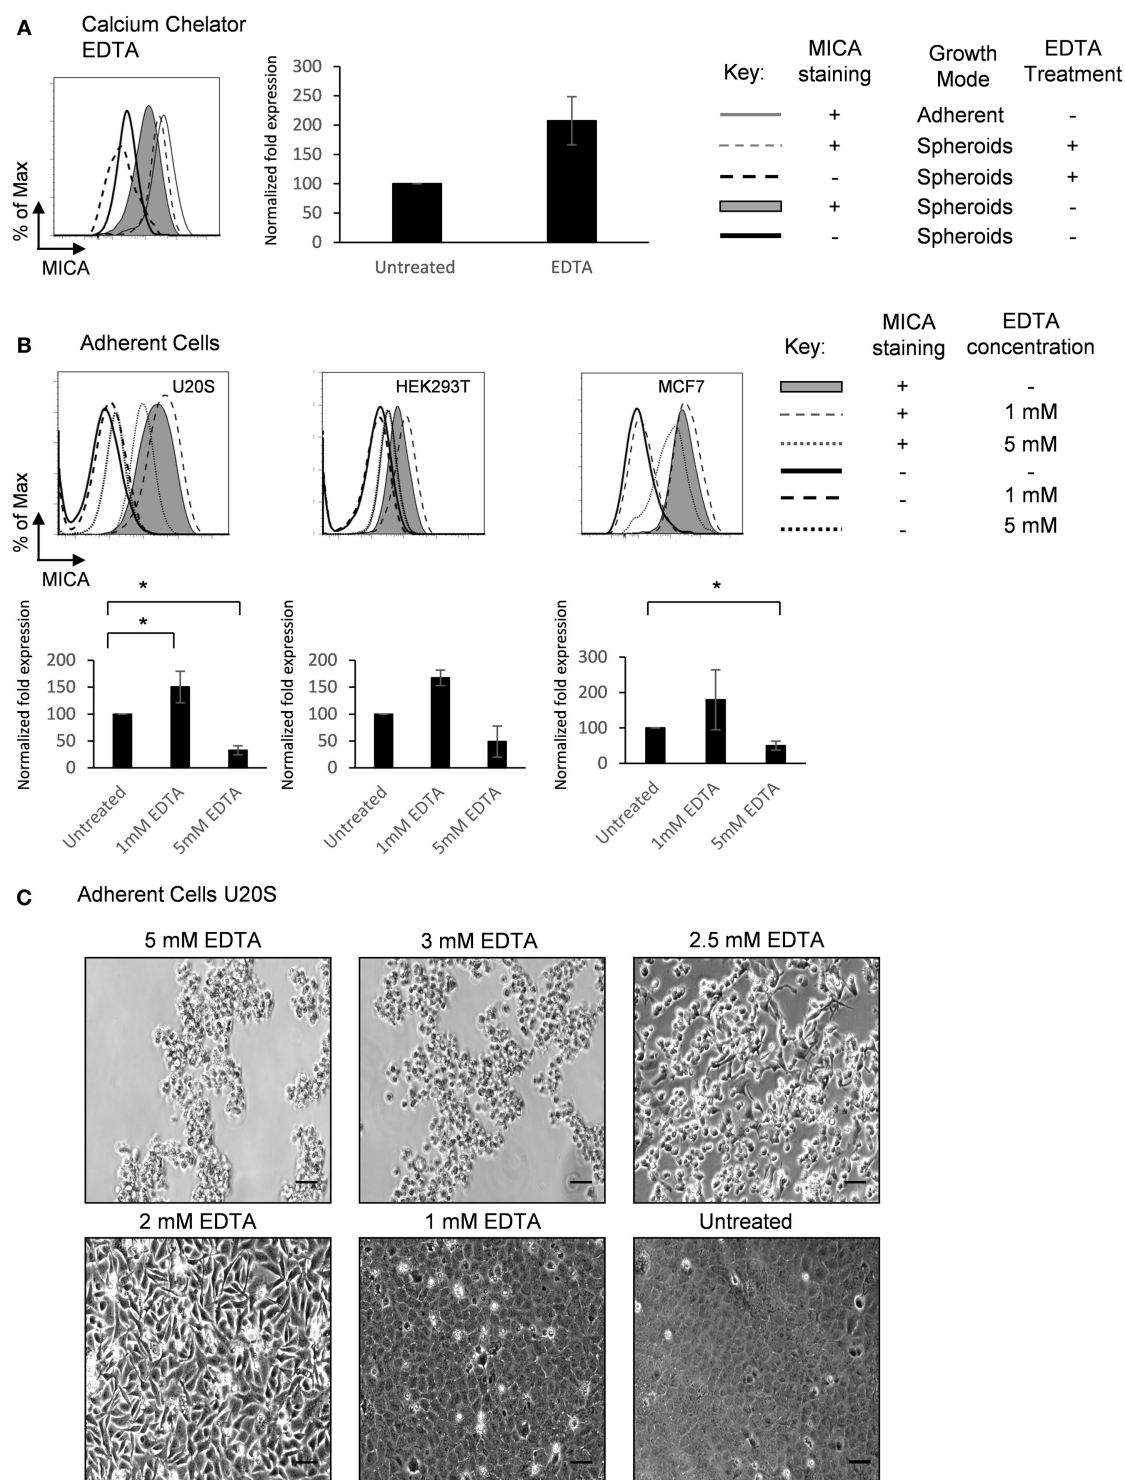 A
Calcium Chelator
EDTA
% of Max
MICA
Normalized fold expression
300
250
200
150
100
50
0
Untreated EDTA
Key: MICA staining Growth Mode EDTA Treatment
+ Adherent -
+ Spheroids +
- Spheroids +
+ Spheroids -
- Spheroids -
B
Adherent Cells
U20S
HEK293T
MCF7
% of Max
MICA
Key: MICA staining EDTA concentration
+ -
+ 1 mM
+ 5 mM
- -
- 1 mM
- 5 mM
*
*
Normalized fold expression
200
150
100
50
0
Untreated
1mM EDTA
5mM EDTA
Normalized fold expression
200
150
100
50
0
Untreated
1mM EDTA
5mM EDTA
*
Normalized fold expression
300
200
100
0
Untreated
1mM EDTA
5mM EDTA
C
Adherent Cells U20S
5 mM EDTA
3 mM EDTA
2.5 mM EDTA
2 mM EDTA
1 mM EDTA
Untreated